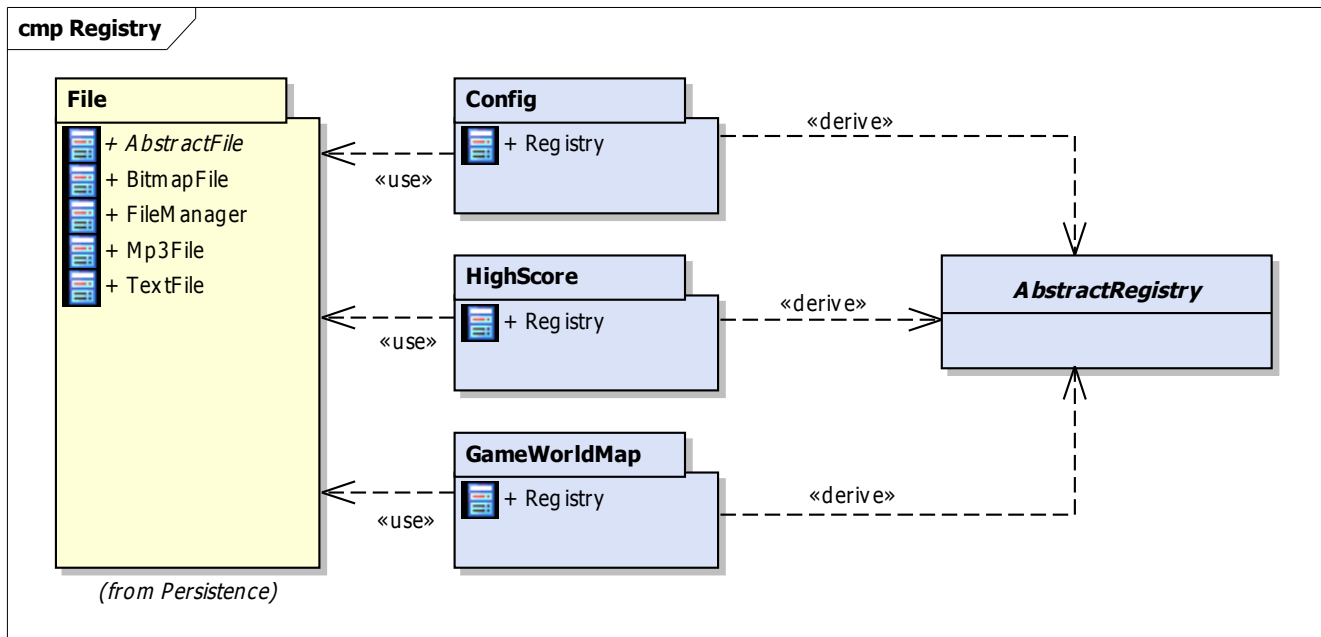 cmp Registry
File
+ AbstractFile
+ BitmapFile
+ FileManager
+ Mp3File
+ TextFile
(from Persistence)
Config
+ Registry
«use»
«derive»
HighScore
+ Registry
«use»
«derive»
AbstractRegistry
GameWorldMap
+ Registry
«use»
«derive»